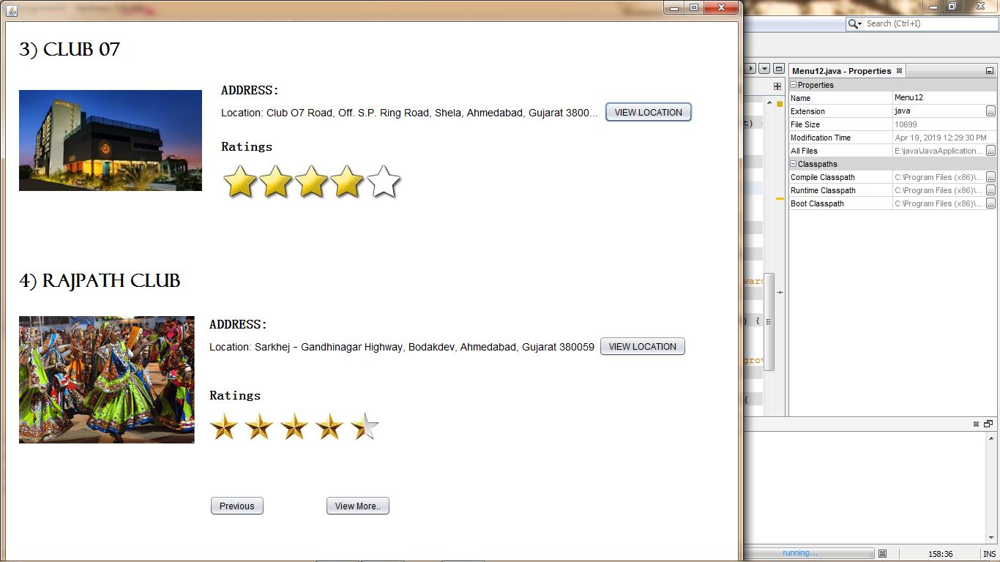 3) CLUB 07
ADDRESS:
Location: Club O7 Road, Off. S.P. Ring Road, Shela, Ahmedabad, Gujarat 3800...
VIEW LOCATION
Ratings
4) RAJPATH CLUB
ADDRESS:
Location: Sarkhej - Gandhinagar Highway, Bodakdev, Ahmedabad, Gujarat 380059
VIEW LOCATION
Ratings
Previous
View More..
Search (Ctrl+I)
Menu12.java - Properties
Properties
Name Menu12
Extension java
...
File Size 10699
Modification Time Apr 19, 2019 12:29:30 PM
All Files E:\java\JavaApplication...
...
Classpaths
Compile Classpath C:\Program Files (x86)\...
...
Runtime Classpath C:\Program Files (x86)\...
...
Boot Classpath C:\Program Files (x86)\...
...
) {
{
running...
158:36
INS